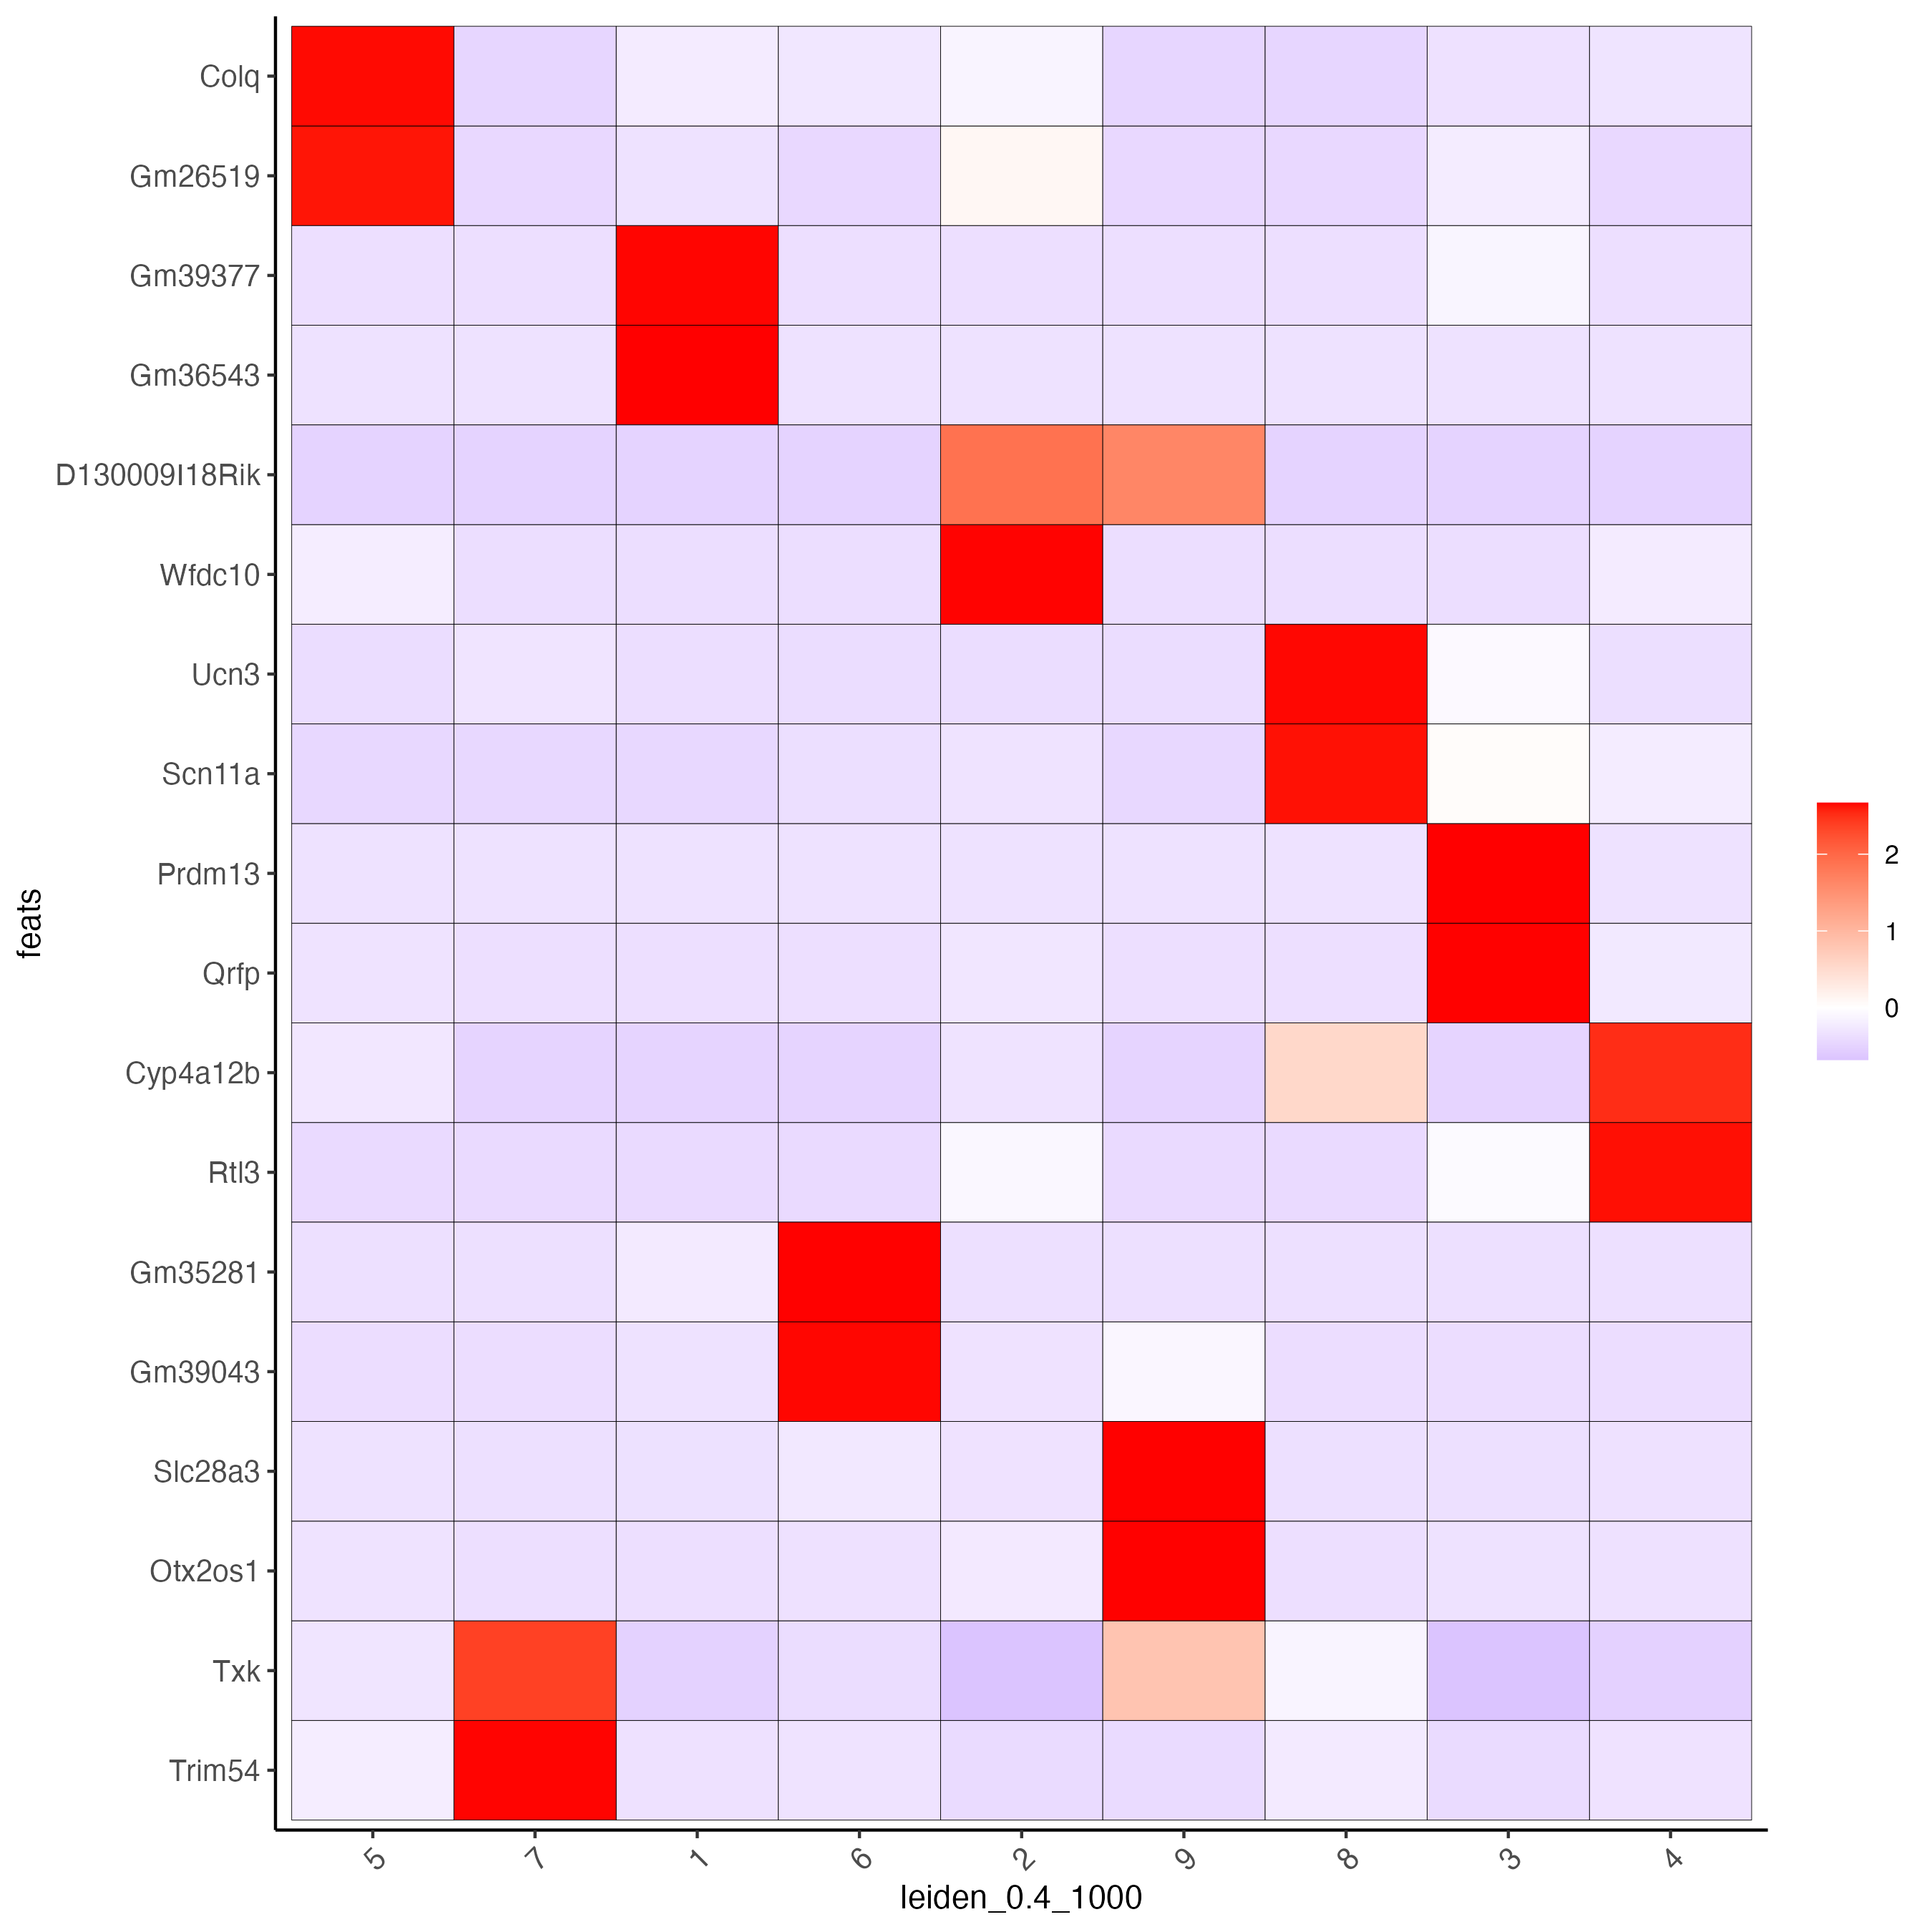 Colq
Gm26519
Gm39377
Gm36543
D130009I18Rik
Wfdc10
Ucn3
Scn11a
Prdm13
Qrfp
Cyp4a12b
Rtl3
Gm35281
Gm39043
Slc28a3
Otx2os1
Txk
Trim54
feats
5 7 1 6 2 9 8 3 4
leiden_0.4_1000
2
1
0